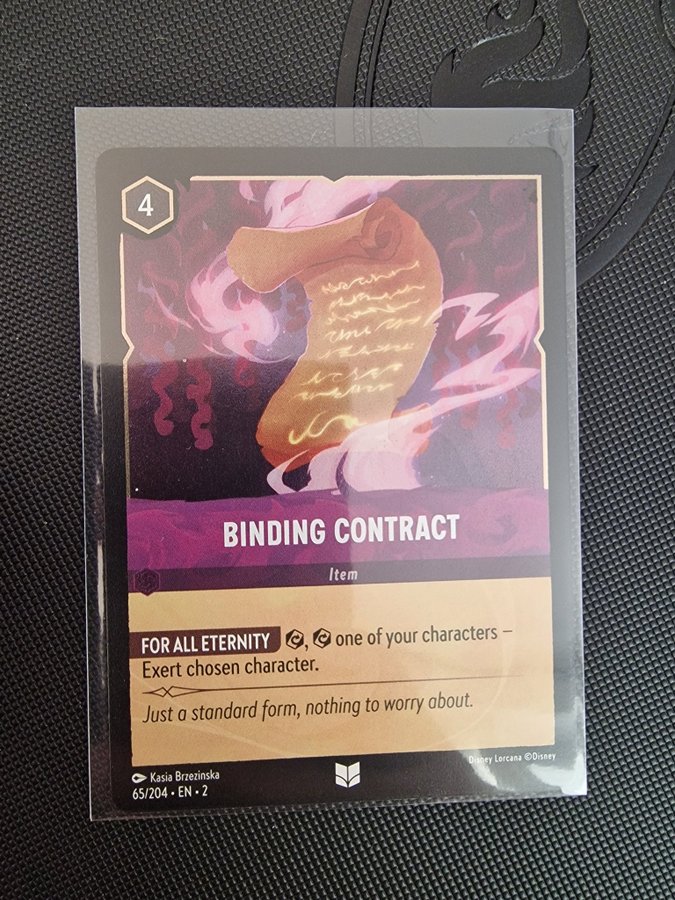 4
BINDING CONTRACT
Item
FOR ALL ETERNITY , one of your characters –
Exert chosen character.
Just a standard form, nothing to worry about.
Disney Lorcana ©Disney
Kasia Brzezinska
65/204 • EN • 2